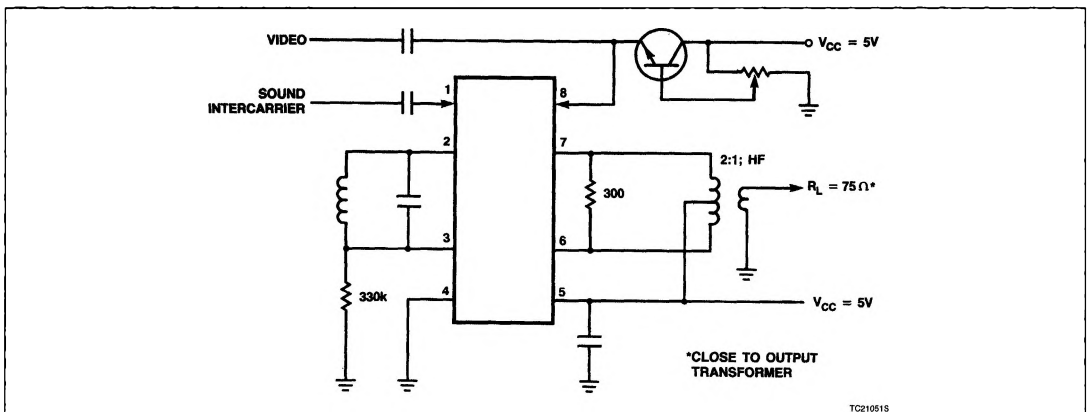 VIDEO
V_CC = 5V
SOUND
INTERCARRIER
1
8
2
7
2:1; HF
R_L = 75Ω*
300
3
6
330k
4
5
V_CC = 5V
*CLOSE TO OUTPUT
TRANSFORMER
TC21051S